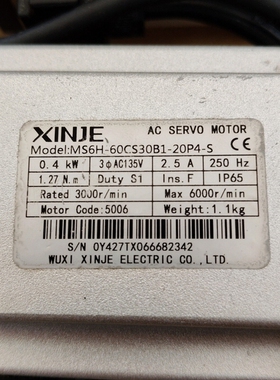 XINJE AC SERVO MOTOR
Model:MS6H-60CS30B1-20P4-S CE
0.4 kW 3φAC135V 2.5 A 250 Hz
1.27 N.m Duty S1 Ins.F IP65
Rated 3000r/min Max 6000r/min
Motor Code:5006 Weight:1.1kg
S/N 0Y427TX066682342
WUXI XINJE ELECTRIC CO.,LTD.